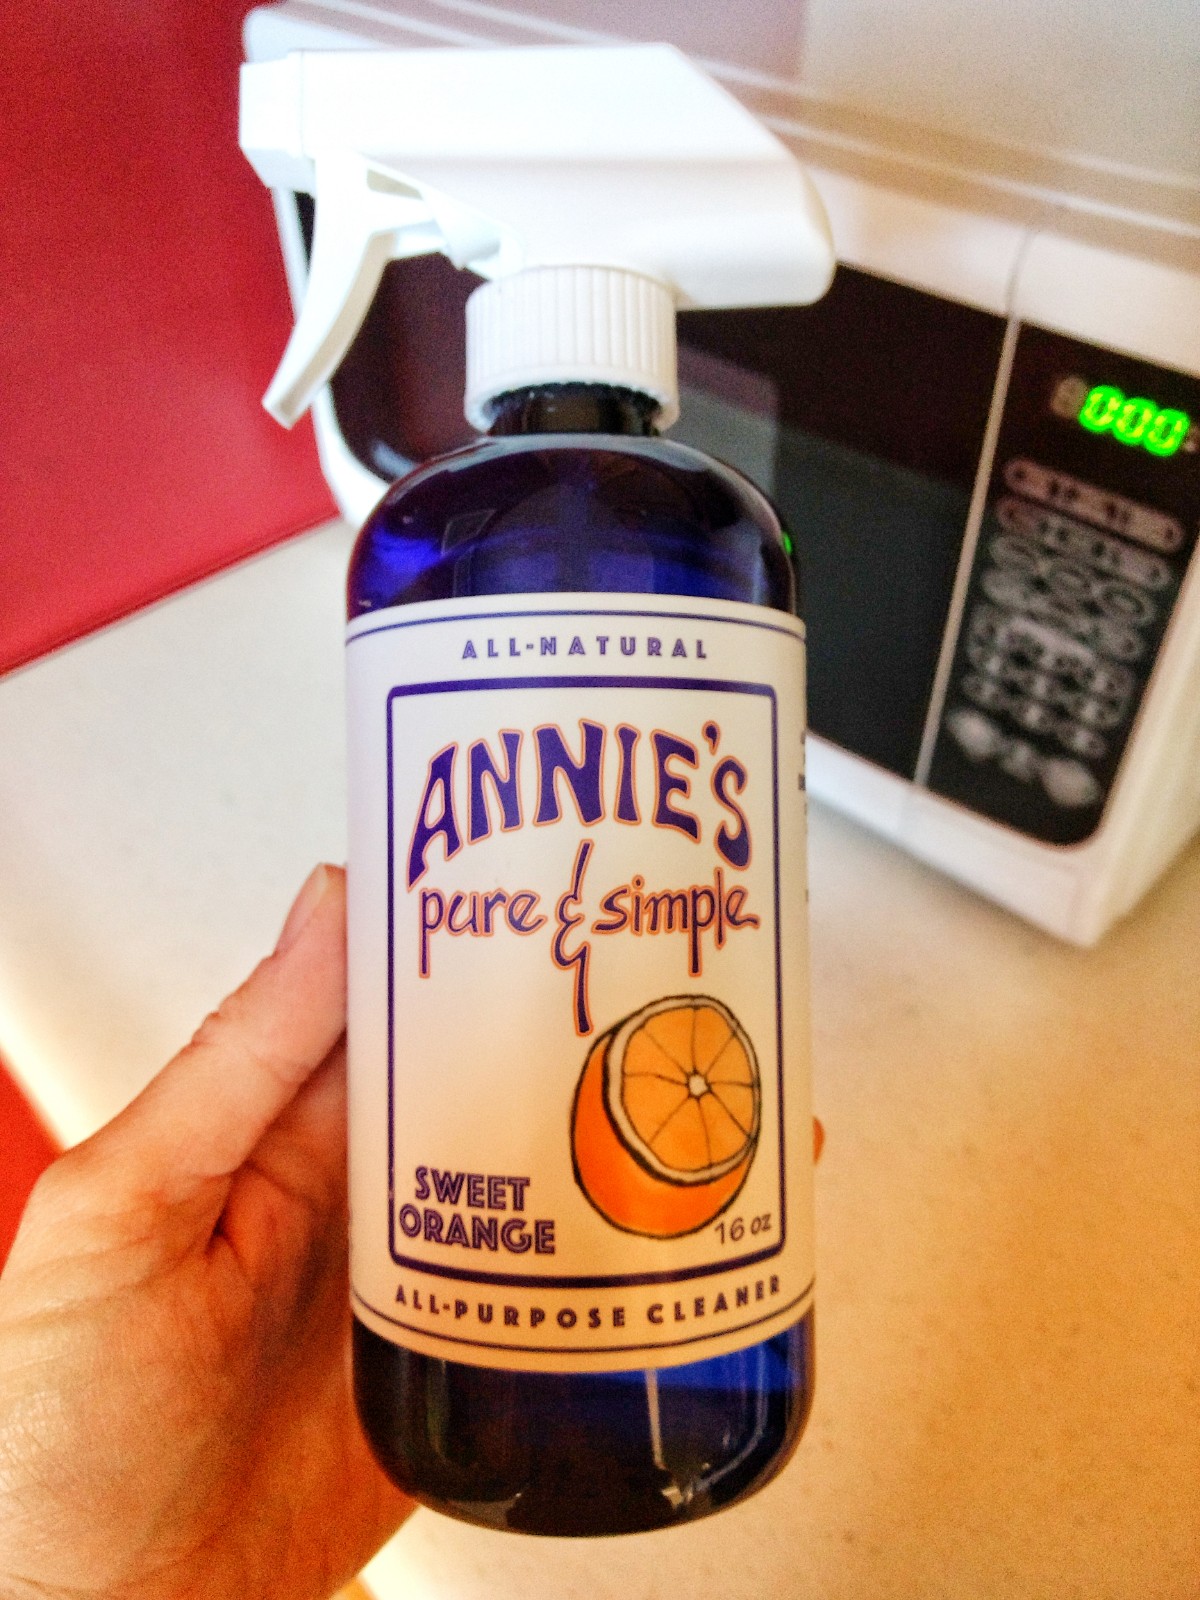 ALL-NATURAL
ANNIE'S
pure & simple
SWEET
ORANGE
16 oz
ALL-PURPOSE CLEANER